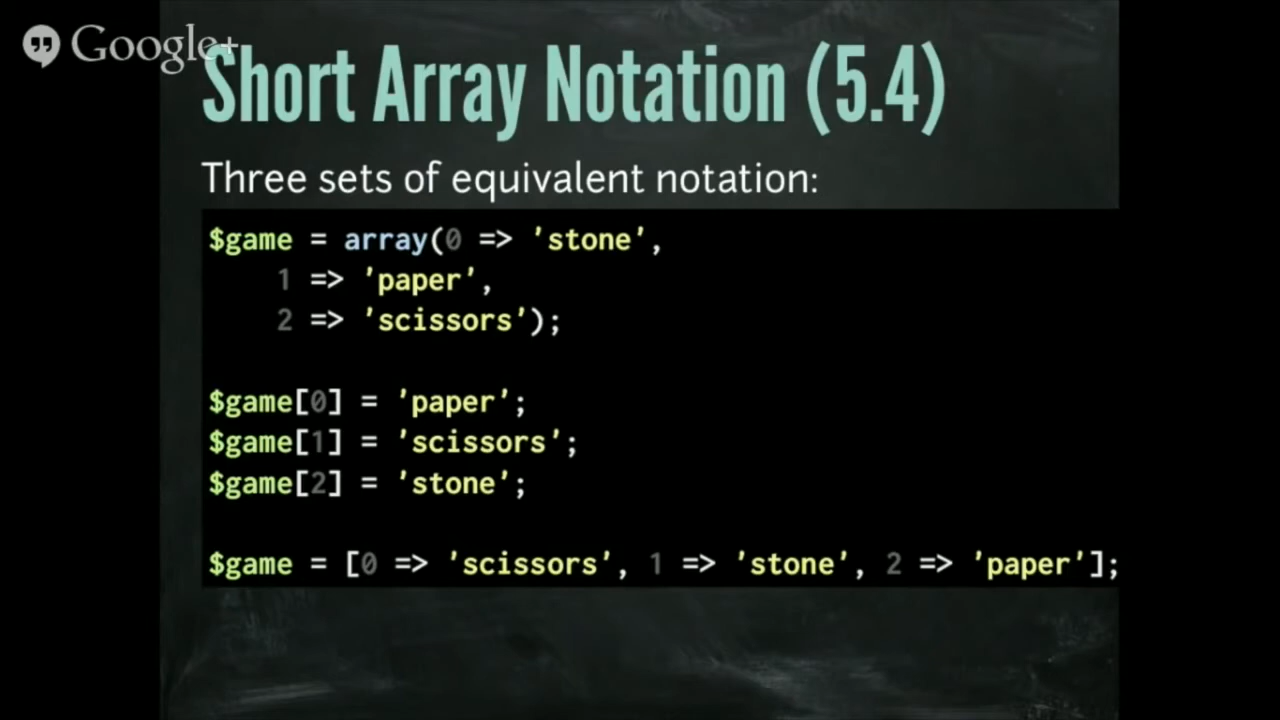 Google+
Short Array Notation (5.4)
Three sets of equivalent notation:
$game = array(0 => 'stone',
1 => 'paper',
2 => 'scissors');
$game[0] = 'paper';
$game[1] = 'scissors';
$game[2] = 'stone';
$game = [0 => 'scissors', 1 => 'stone', 2 => 'paper'];